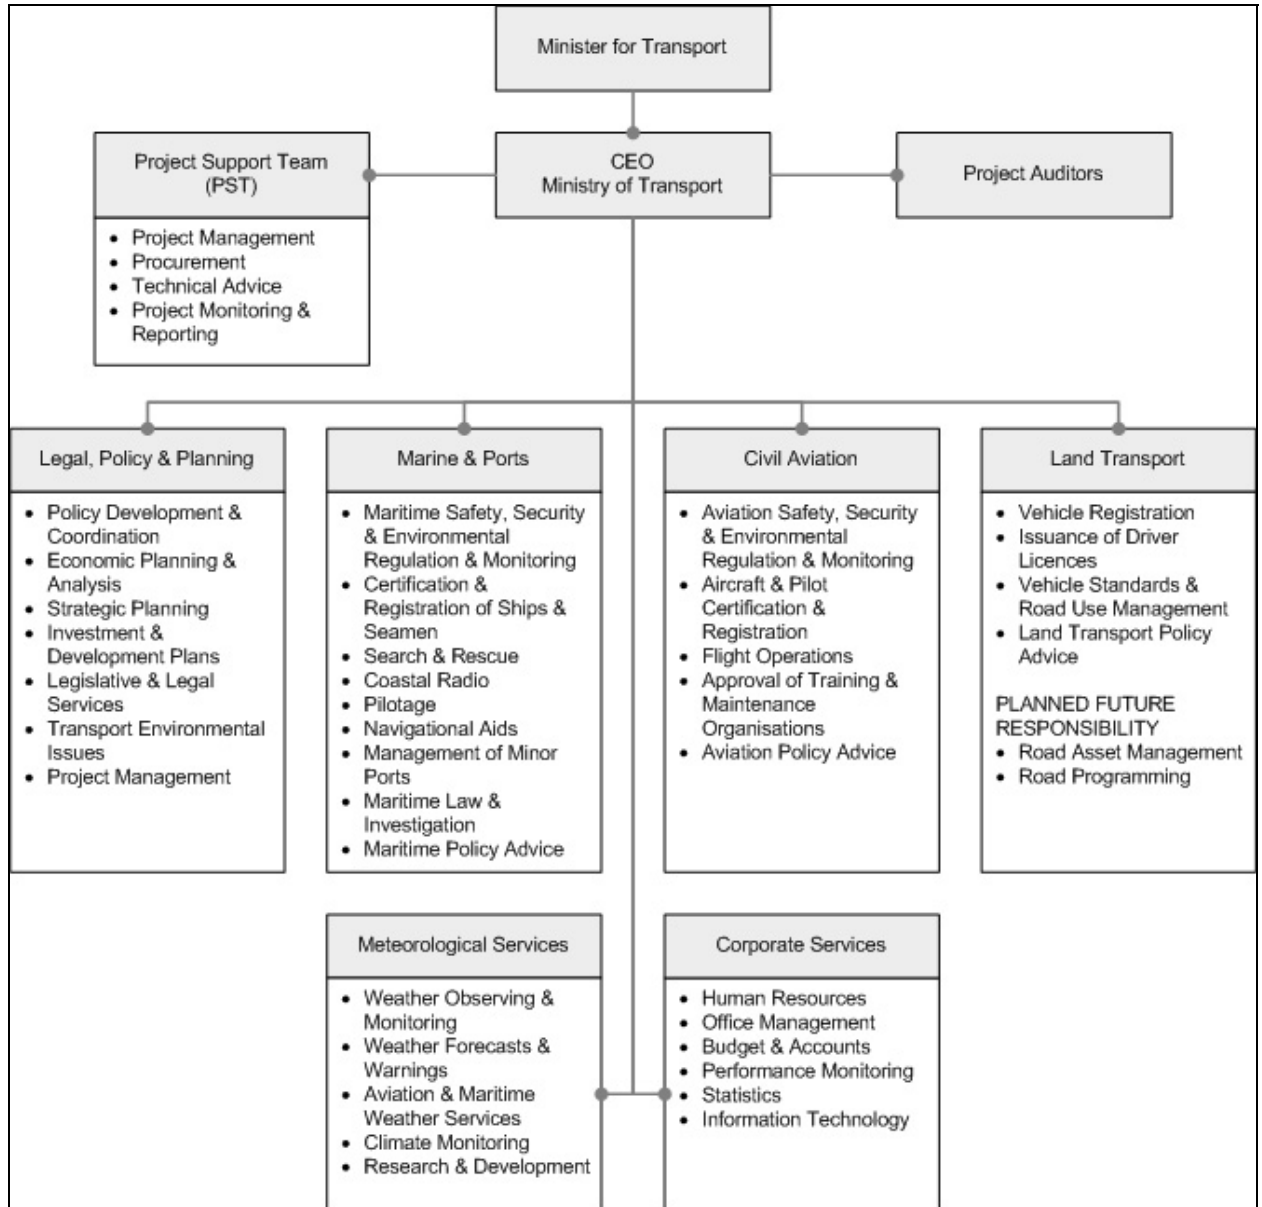 Minister for Transport
Project Support Team
(PST)
CEO
Ministry of Transport
Project Auditors
• Project Management
• Procurement
• Technical Advice
• Project Monitoring &
Reporting
Legal, Policy & Planning
• Policy Development &
Coordination
• Economic Planning &
Analysis
• Strategic Planning
• Investment &
Development Plans
• Legislative & Legal
Services
• Transport Environmental
Issues
• Project Management
Marine & Ports
• Maritime Safety, Security
& Environmental
Regulation & Monitoring
• Certification &
Registration of Ships &
Seamen
• Search & Rescue
• Coastal Radio
• Pilotage
• Navigational Aids
• Management of Minor
Ports
• Maritime Law &
Investigation
• Maritime Policy Advice
Civil Aviation
• Aviation Safety, Security
& Environmental
Regulation & Monitoring
• Aircraft & Pilot
Certification &
Registration
• Flight Operations
• Approval of Training &
Maintenance
Organisations
• Aviation Policy Advice
Land Transport
• Vehicle Registration
• Issuance of Driver
Licences
• Vehicle Standards &
Road Use Management
• Land Transport Policy
Advice
PLANNED FUTURE
RESPONSIBILITY
• Road Asset Management
• Road Programming
Meteorological Services
• Weather Observing &
Monitoring
• Weather Forecasts &
Warnings
• Aviation & Maritime
Weather Services
• Climate Monitoring
• Research & Development
Corporate Services
• Human Resources
• Office Management
• Budget & Accounts
• Performance Monitoring
• Statistics
• Information Technology